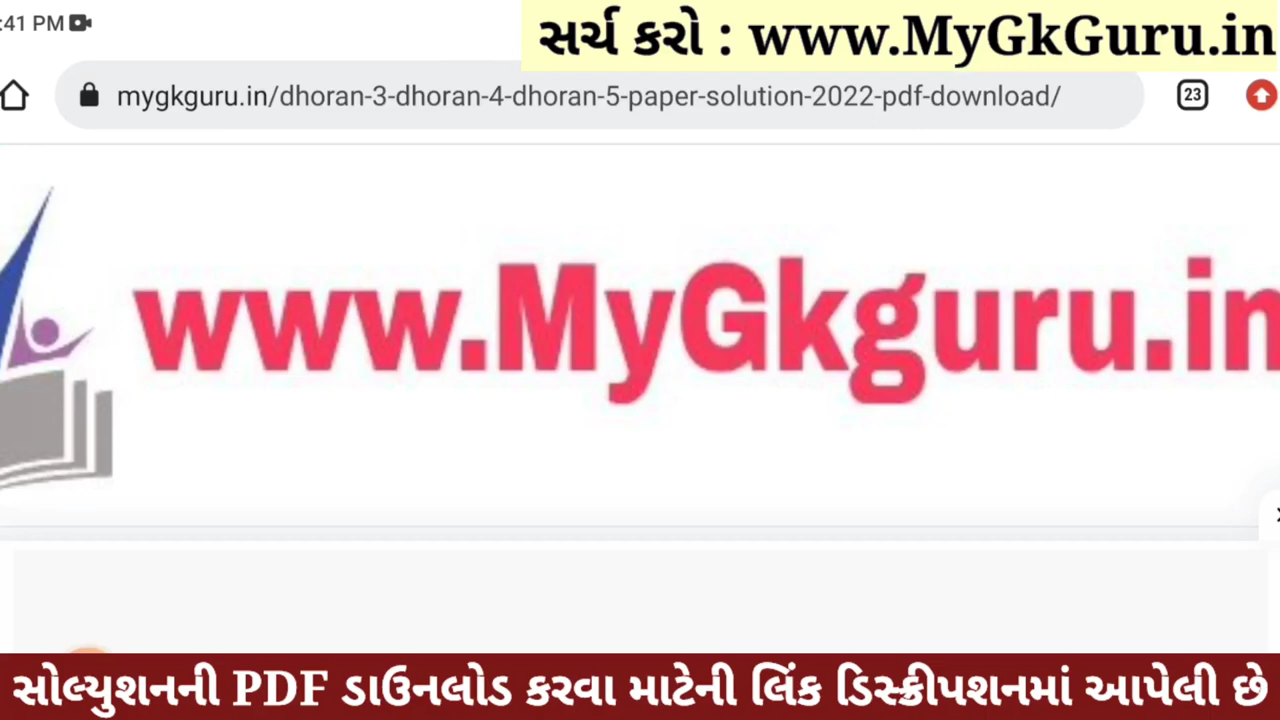 :41 PM
સર્ચ કરો : www.MyGkGuru.in
mygkguru.in/dhoran-3-dhoran-4-dhoran-5-paper-solution-2022-pdf-download/
23
www.MyGkguru.in
સોલ્યુશનની PDF ડાઉનલોડ કરવા માટેની લિંક ડિસ્ક્રીપશનમાં આપેલી છે